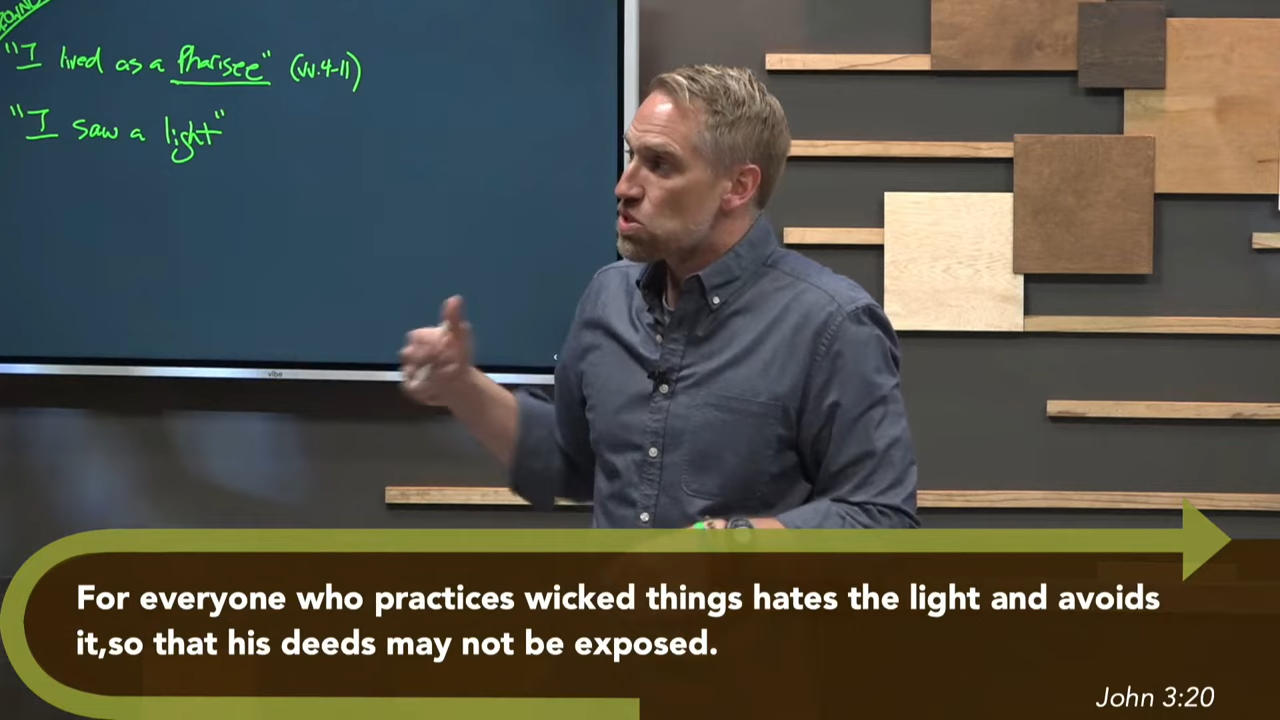 "I lived as a Pharisee" (vv.4-11)
"I saw a light"
vibe
For everyone who practices wicked things hates the light and avoids
it,so that his deeds may not be exposed.
John 3:20